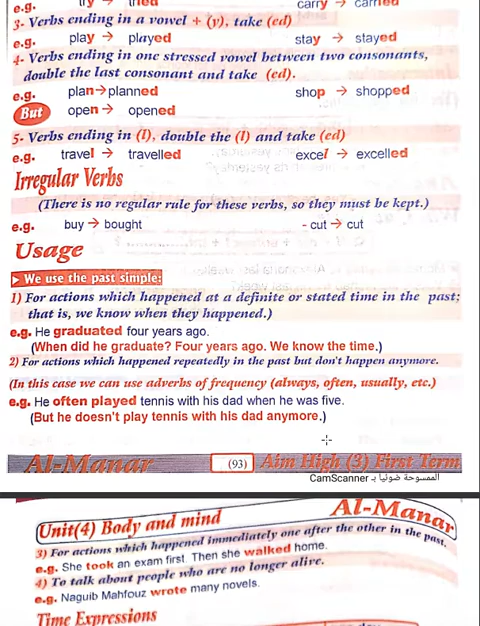 e.g. try → tried carry → carried
3- Verbs ending in a vowel + (y), take (ed)
e.g. play → played stay → stayed
4- Verbs ending in one stressed vowel between two consonants,
double the last consonant and take (ed).
e.g. plan→planned shop → shopped
But open → opened
5- Verbs ending in (l), double the (l) and take (ed)
e.g. travel → travelled excel → excelled
Irregular Verbs
(There is no regular rule for these verbs, so they must be kept.)
e.g. buy → bought - cut → cut
Usage
We use the past simple:
1) For actions which happened at a definite or stated time in the past;
that is, we know when they happened.)
e.g. He graduated four years ago.
(When did he graduate? Four years ago. We know the time.)
2) For actions which happened repeatedly in the past but don't happen anymore.
(In this case we can use adverbs of frequency (always, often, usually, etc.)
e.g. He often played tennis with his dad when he was five.
(But he doesn't play tennis with his dad anymore.)
Al-Manar (93) Aim High (3) First Term
الممسوحة ضوئيا بـ CamScanner
Unit(4) Body and mind Al-Manar
3) For actions which happened immediately one after the other in the past.
e.g. She took an exam first. Then she walked home.
4) To talk about people who are no longer alive.
e.g. Naguib Mahfouz wrote many novels.
Time Expressions